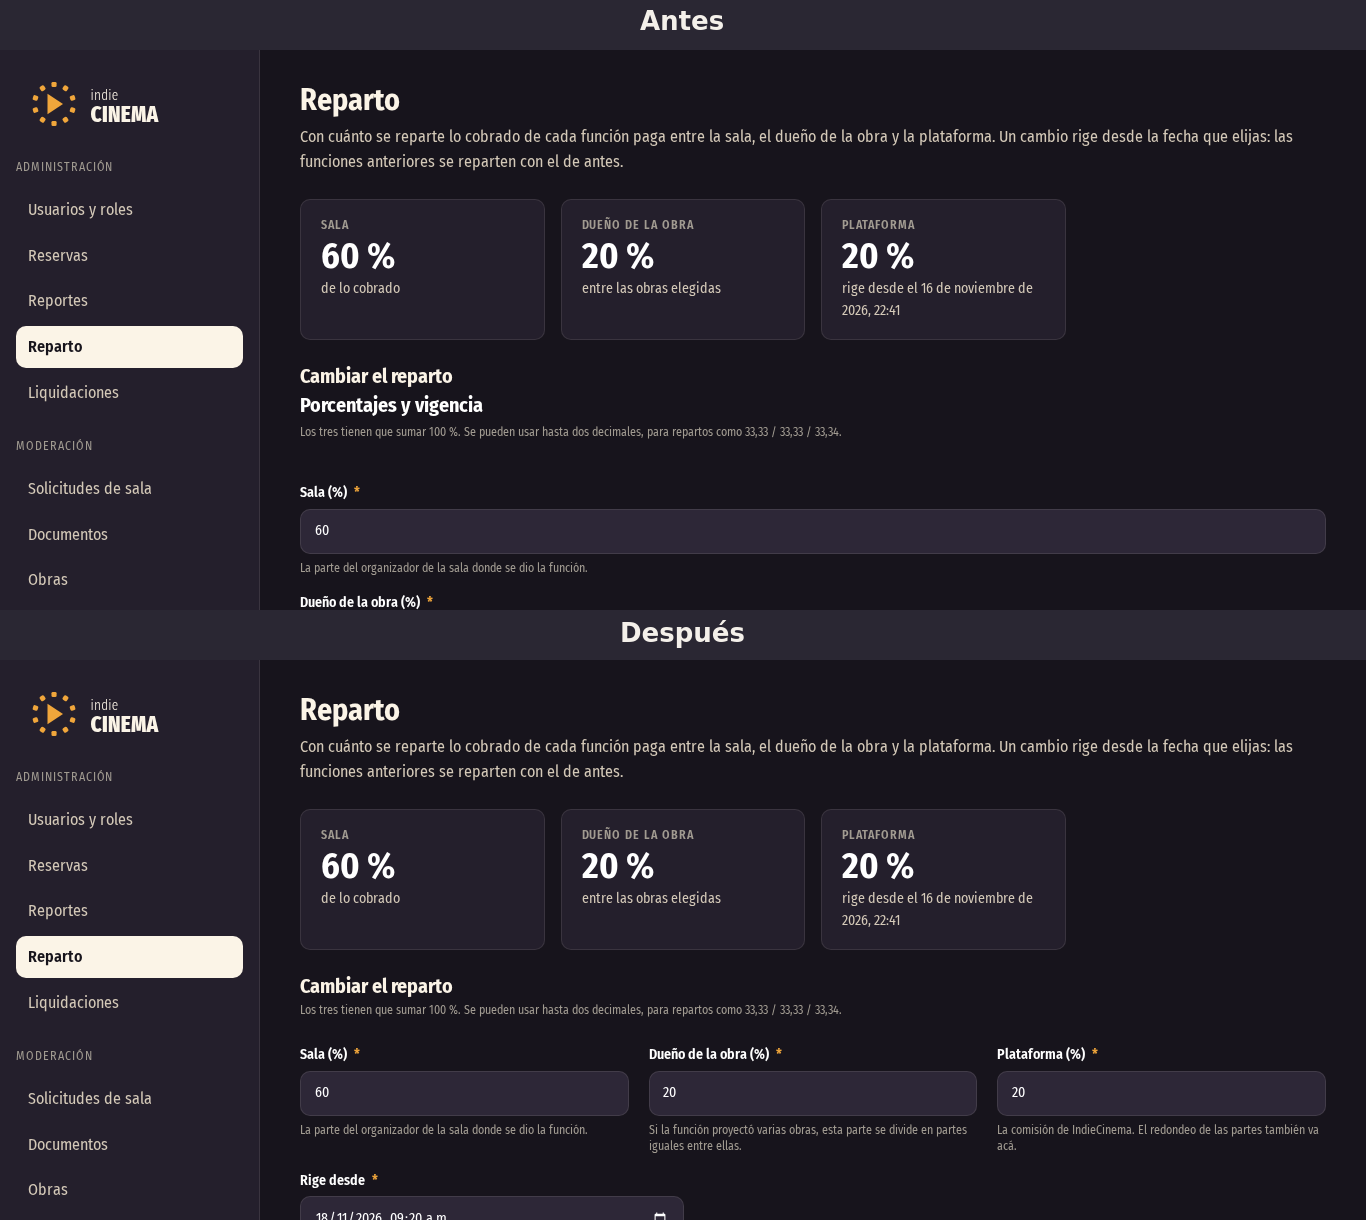 Antes
indie
CINEMA
ADMINISTRACIÓN
Usuarios y roles
Reservas
Reportes
Reparto
Liquidaciones
MODERACIÓN
Solicitudes de sala
Documentos
Obras
Reparto
Con cuánto se reparte lo cobrado de cada función paga entre la sala, el dueño de la obra y la plataforma. Un cambio rige desde la fecha que elijas: las
funciones anteriores se reparten con el de antes.
SALA
60 %
de lo cobrado
DUEÑO DE LA OBRA
20 %
entre las obras elegidas
PLATAFORMA
20 %
rige desde el 16 de noviembre de
2026, 22:41
Cambiar el reparto
Porcentajes y vigencia
Los tres tienen que sumar 100 %. Se pueden usar hasta dos decimales, para repartos como 33,33 / 33,33 / 33,34.
Sala (%) *
60
La parte del organizador de la sala donde se dio la función.
Dueño de la obra (%) *
Después
indie
CINEMA
ADMINISTRACIÓN
Usuarios y roles
Reservas
Reportes
Reparto
Liquidaciones
MODERACIÓN
Solicitudes de sala
Documentos
Obras
Reparto
Con cuánto se reparte lo cobrado de cada función paga entre la sala, el dueño de la obra y la plataforma. Un cambio rige desde la fecha que elijas: las
funciones anteriores se reparten con el de antes.
SALA
60 %
de lo cobrado
DUEÑO DE LA OBRA
20 %
entre las obras elegidas
PLATAFORMA
20 %
rige desde el 16 de noviembre de
2026, 22:41
Cambiar el reparto
Los tres tienen que sumar 100 %. Se pueden usar hasta dos decimales, para repartos como 33,33 / 33,33 / 33,34.
Sala (%) *
60
La parte del organizador de la sala donde se dio la función.
Dueño de la obra (%) *
20
Si la función proyectó varias obras, esta parte se divide en partes
iguales entre ellas.
Plataforma (%) *
20
La comisión de IndieCinema. El redondeo de las partes también va
acá.
Rige desde *
18/11/2026, 09:20 a.m.